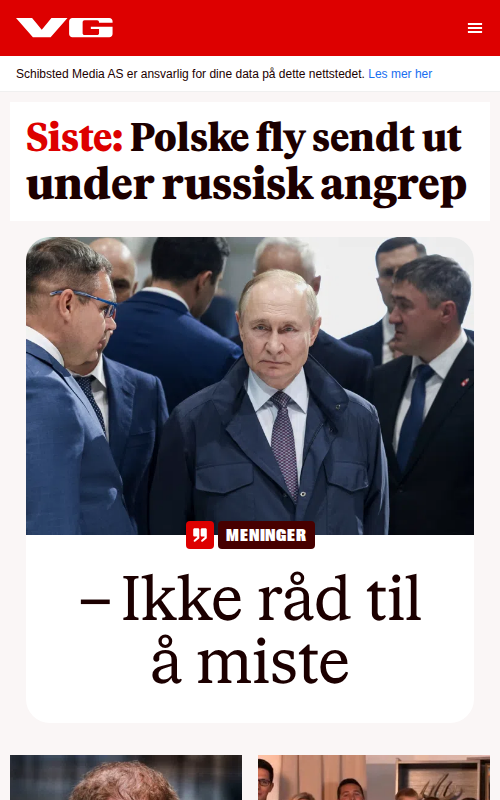 VG
Schibsted Media AS er ansvarlig for dine data på dette nettstedet. Les mer her
Siste: Polske fly sendt ut
under russisk angrep
MENINGER
– Ikke råd til
å miste